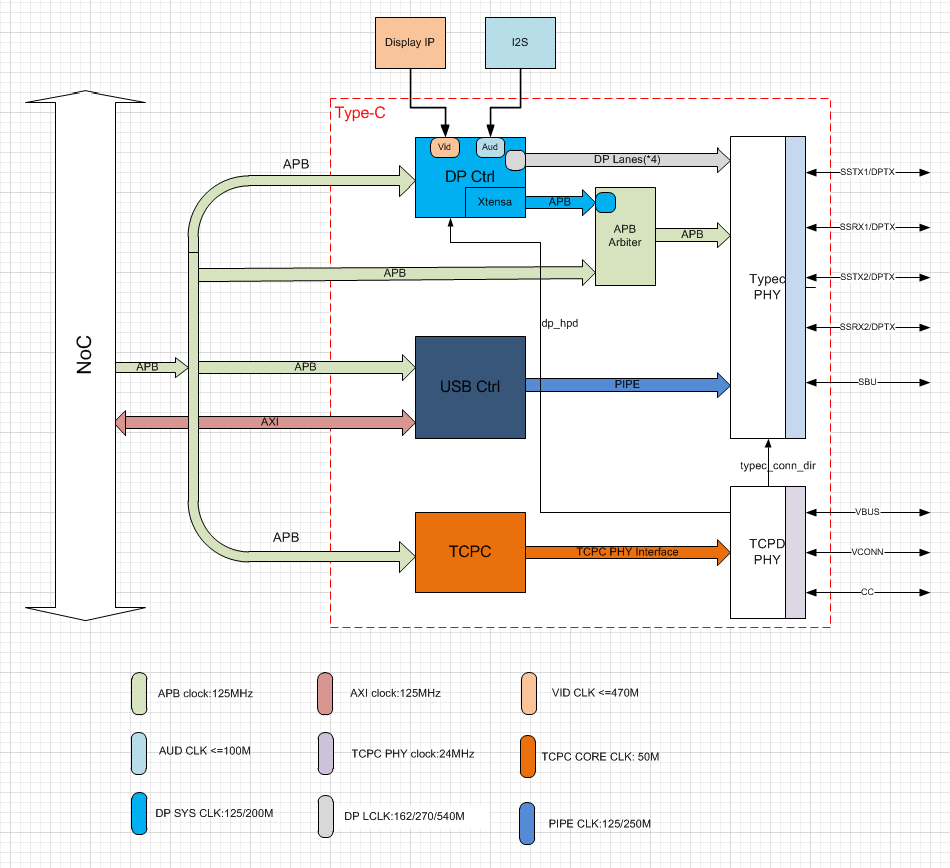 Display IP
I2S
Type-C
Vid
Aud
DP Ctrl
Xtensa
DP Lanes(*4)
APB
APB
APB
Arbiter
APB
APB
Typec
PHY
SSTX1/DPTX
SSRX1/DPTX
SSTX2/DPTX
SSRX2/DPTX
SBU
dp_hpd
NoC
APB
APB
USB Ctrl
PIPE
AXI
typec_conn_dir
APB
TCPC
TCPC PHY Interface
TCPD
PHY
VBUS
VCONN
CC
APB clock:125MHz
AXI clock:125MHz
VID CLK <=470M
AUD CLK <=100M
TCPC PHY clock:24MHz
TCPC CORE CLK: 50M
DP SYS CLK:125/200M
DP LCLK:162/270/540M
PIPE CLK:125/250M